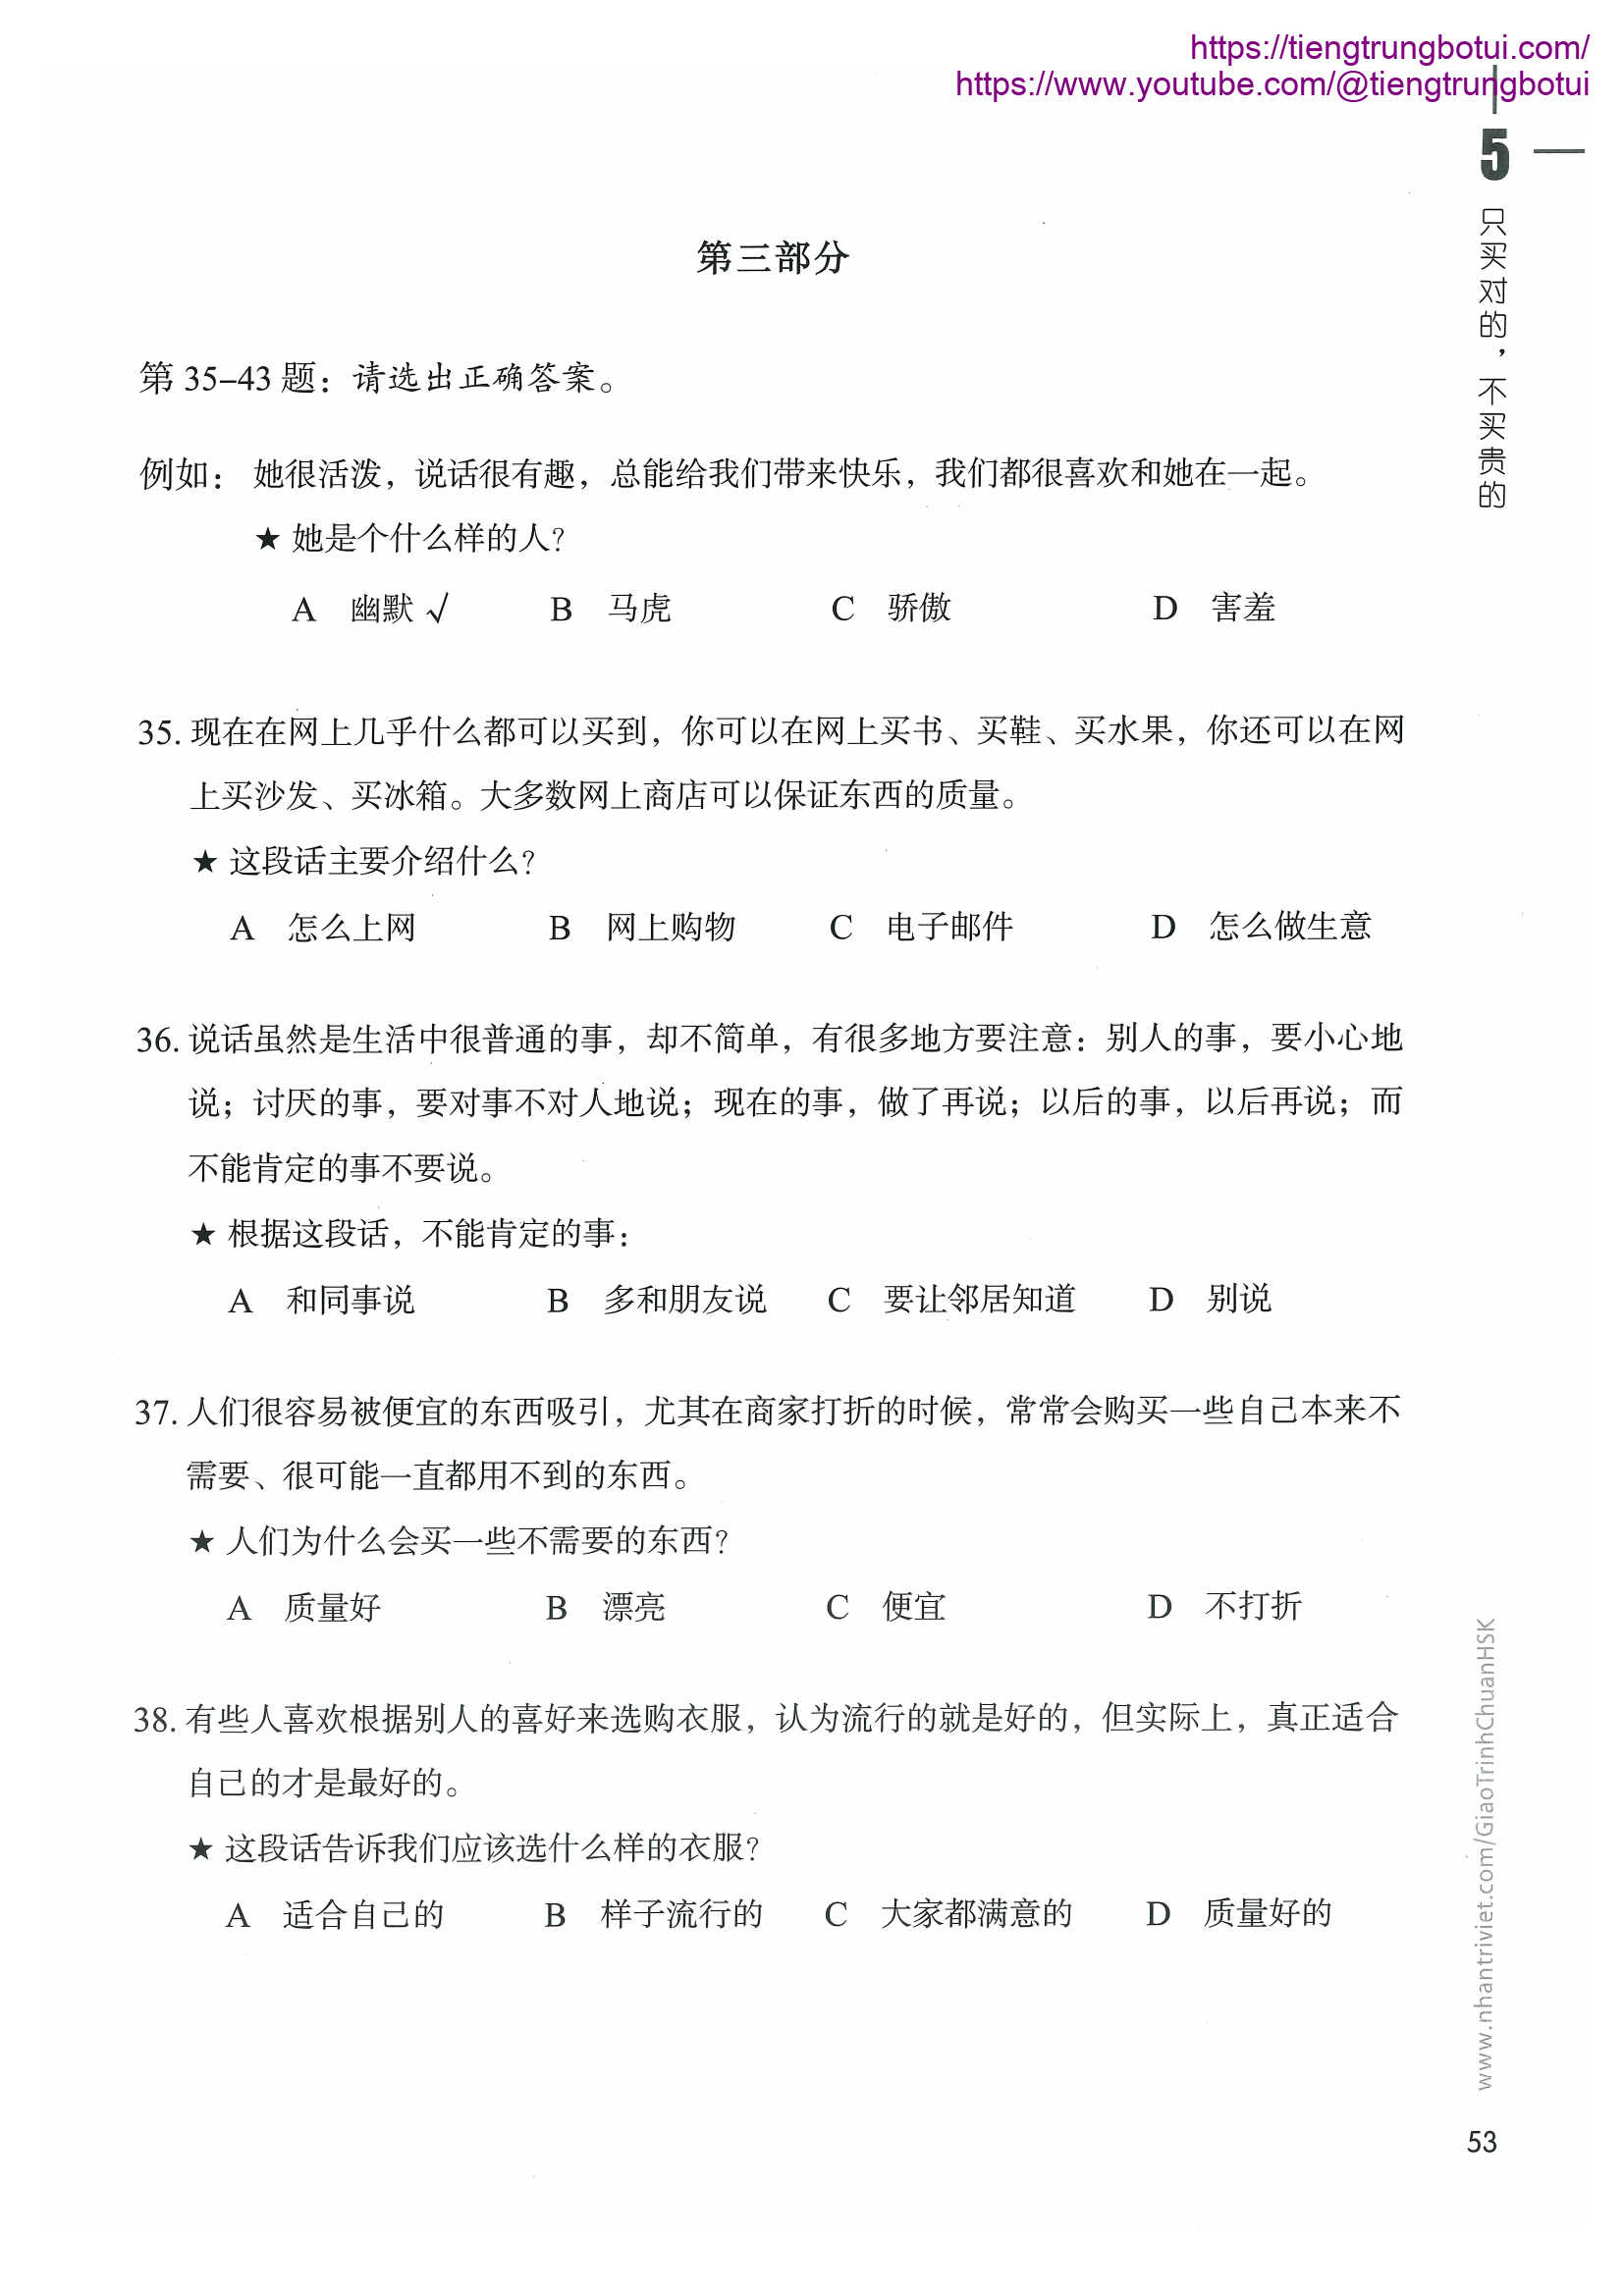 https://tiengtrungbotui.com/
https://www.youtube.com/@tiengtrungbotui
5
只买对的，不买贵的
第三部分
第 35–43 题：请选出正确答案。
例如： 她很活泼，说话很有趣，总能给我们带来快乐，我们都很喜欢和她在一起。
★ 她是个什么样的人？
A 幽默 √ B 马虎 C 骄傲 D 害羞
35. 现在在网上几乎什么都可以买到，你可以在网上买书、买鞋、买水果，你还可以在网
上买沙发、买冰箱。大多数网上商店可以保证东西的质量。
★ 这段话主要介绍什么？
A 怎么上网 B 网上购物 C 电子邮件 D 怎么做生意
36. 说话虽然是生活中很普通的事，却不简单，有很多地方要注意：别人的事，要小心地
说；讨厌的事，要对事不对人地说；现在的事，做了再说；以后的事，以后再说；而
不能肯定的事不要说。
★ 根据这段话，不能肯定的事：
A 和同事说 B 多和朋友说 C 要让邻居知道 D 别说
37. 人们很容易被便宜的东西吸引，尤其在商家打折的时候，常常会购买一些自己本来不
需要、很可能一直都用不到的东西。
★ 人们为什么会买一些不需要的东西？
A 质量好 B 漂亮 C 便宜 D 不打折
38. 有些人喜欢根据别人的喜好来选购衣服，认为流行的就是好的，但实际上，真正适合
自己的才是最好的。
★ 这段话告诉我们应该选什么样的衣服？
A 适合自己的 B 样子流行的 C 大家都满意的 D 质量好的
www.nhantriviet.com/GiaoTrinhChuanHSK
53